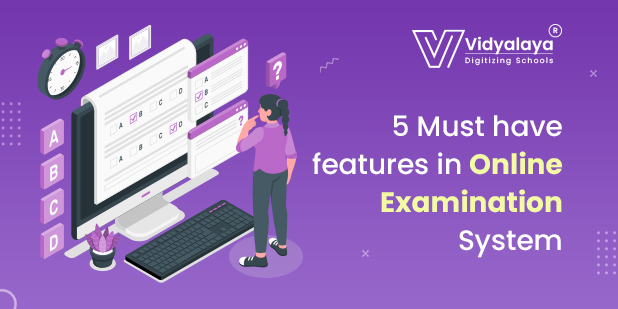 Vidyalaya®
Digitizing Schools
5 Must have
features in Online
Examination
System
A
B
C
D
A B C D
A B C D
A
B
C
?
?